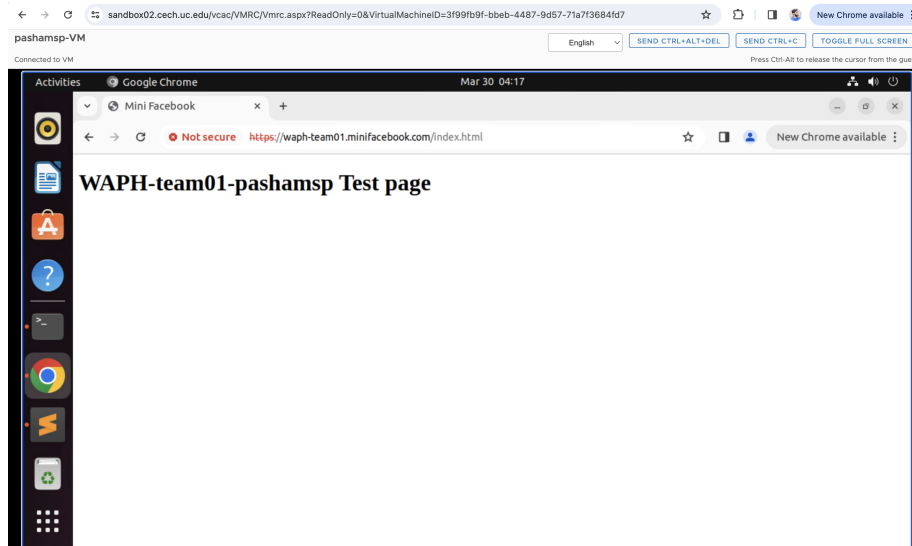 sandbox02.cech.uc.edu/vcac/VMRC/Vmrc.aspx?ReadOnly=0&VirtualMachineID=3f99fb9f-bbeb-4487-9d57-71a7f3684fd7 New Chrome available
pashamsp-VM
English SEND CTRL+ALT+DEL SEND CTRL+C TOGGLE FULL SCREEN
Connected to VM Press Ctrl-Alt to release the cursor from the gue
Activities Google Chrome Mar 30 04:17
Mini Facebook
Not secure https://waph-team01.minifacebook.com/index.html New Chrome available
WAPH-team01-pashamsp Test page